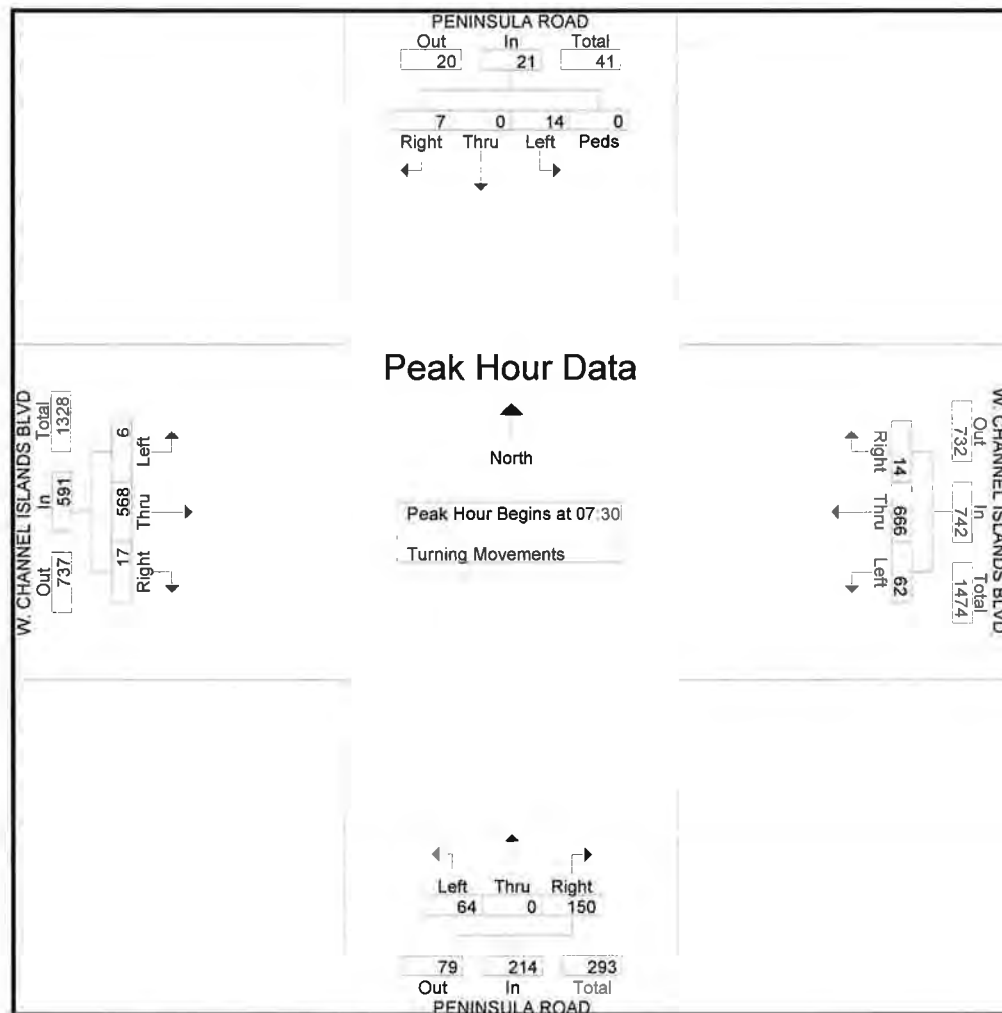 PENINSULA ROAD
Out In Total
20 21 41
7 0 14 0
Right Thru Left Peds
Peak Hour Data
North
Peak Hour Begins at 07:30
Turning Movements
W. CHANNEL ISLANDS BLVD
Total In Out
1328 591 737
6 568 17
Left Thru Right
W. CHANNEL ISLANDS BLVD.
Out In Total
732 742 1474
14 666 62
Right Thru Left
Left Thru Right
64 0 150
79 214 293
Out In Total
PENINSULA ROAD